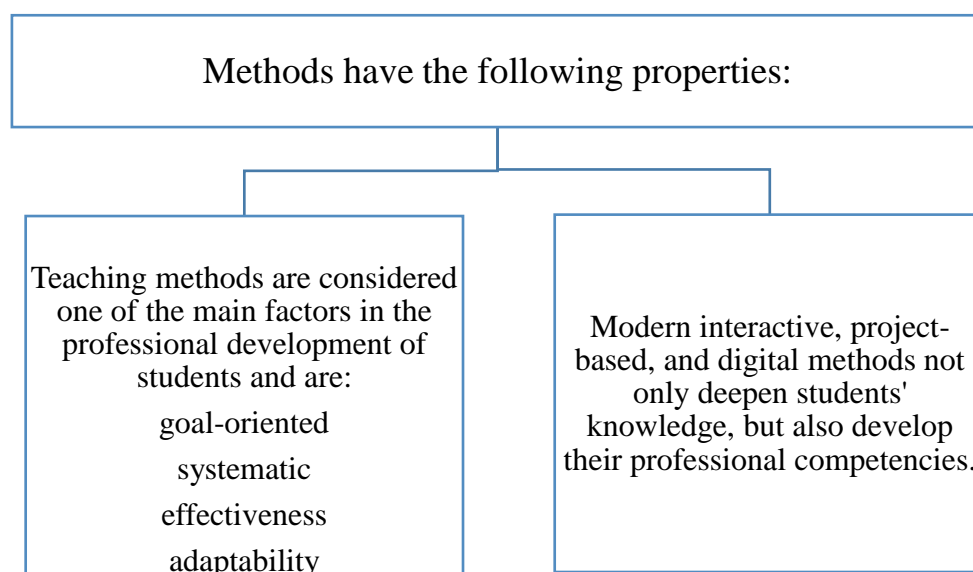 Methods have the following properties:
Teaching methods are considered
one of the main factors in the
professional development of
students and are:
goal-oriented
systematic
effectiveness
adaptability
Modern interactive, project-
based, and digital methods not
only deepen students'
knowledge, but also develop
their professional competencies.